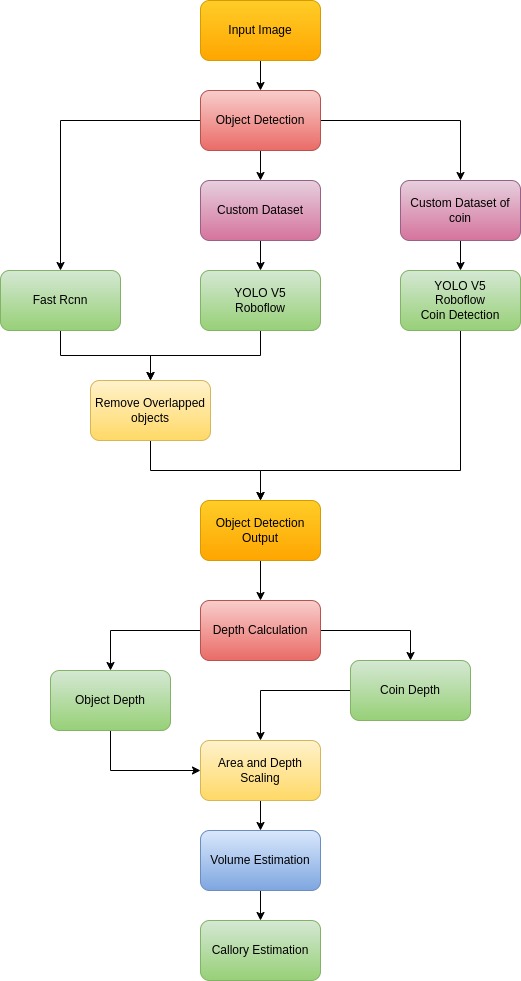 Input Image
Object Detection
Custom Dataset
Custom Dataset of
coin
Fast Rcnn
YOLO V5
Roboflow
YOLO V5
Roboflow
Coin Detection
Remove Overlapped
objects
Object Detection
Output
Depth Calculation
Object Depth
Coin Depth
Area and Depth
Scaling
Volume Estimation
Callory Estimation